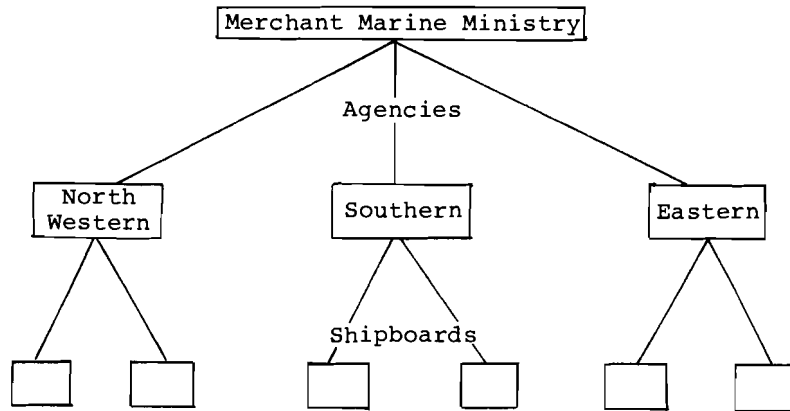 Merchant Marine Ministry
Agencies
North
Western
Southern
Eastern
Shipboards